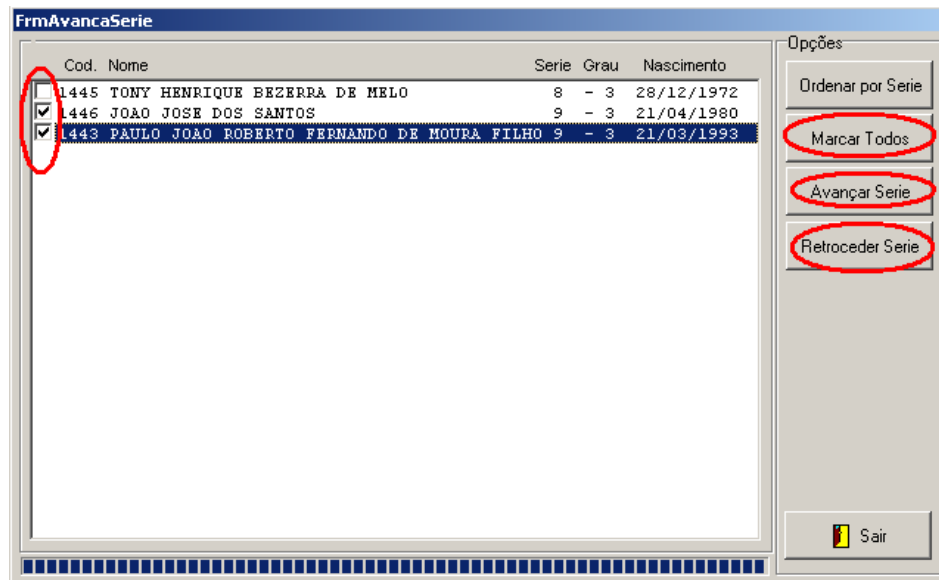 FrmAvancaSerie
Cod. Nome Serie Grau Nascimento
1445 TONY HENRIQUE BEZERRA DE MELO 8 - 3 28/12/1972
1446 JOAO JOSE DOS SANTOS 9 - 3 21/04/1980
1443 PAULO JOAO ROBERTO FERNANDO DE MOURA FILHO 9 - 3 21/03/1993
Opções
Ordenar por Serie
Marcar Todos
Avançar Serie
Retroceder Serie
Sair